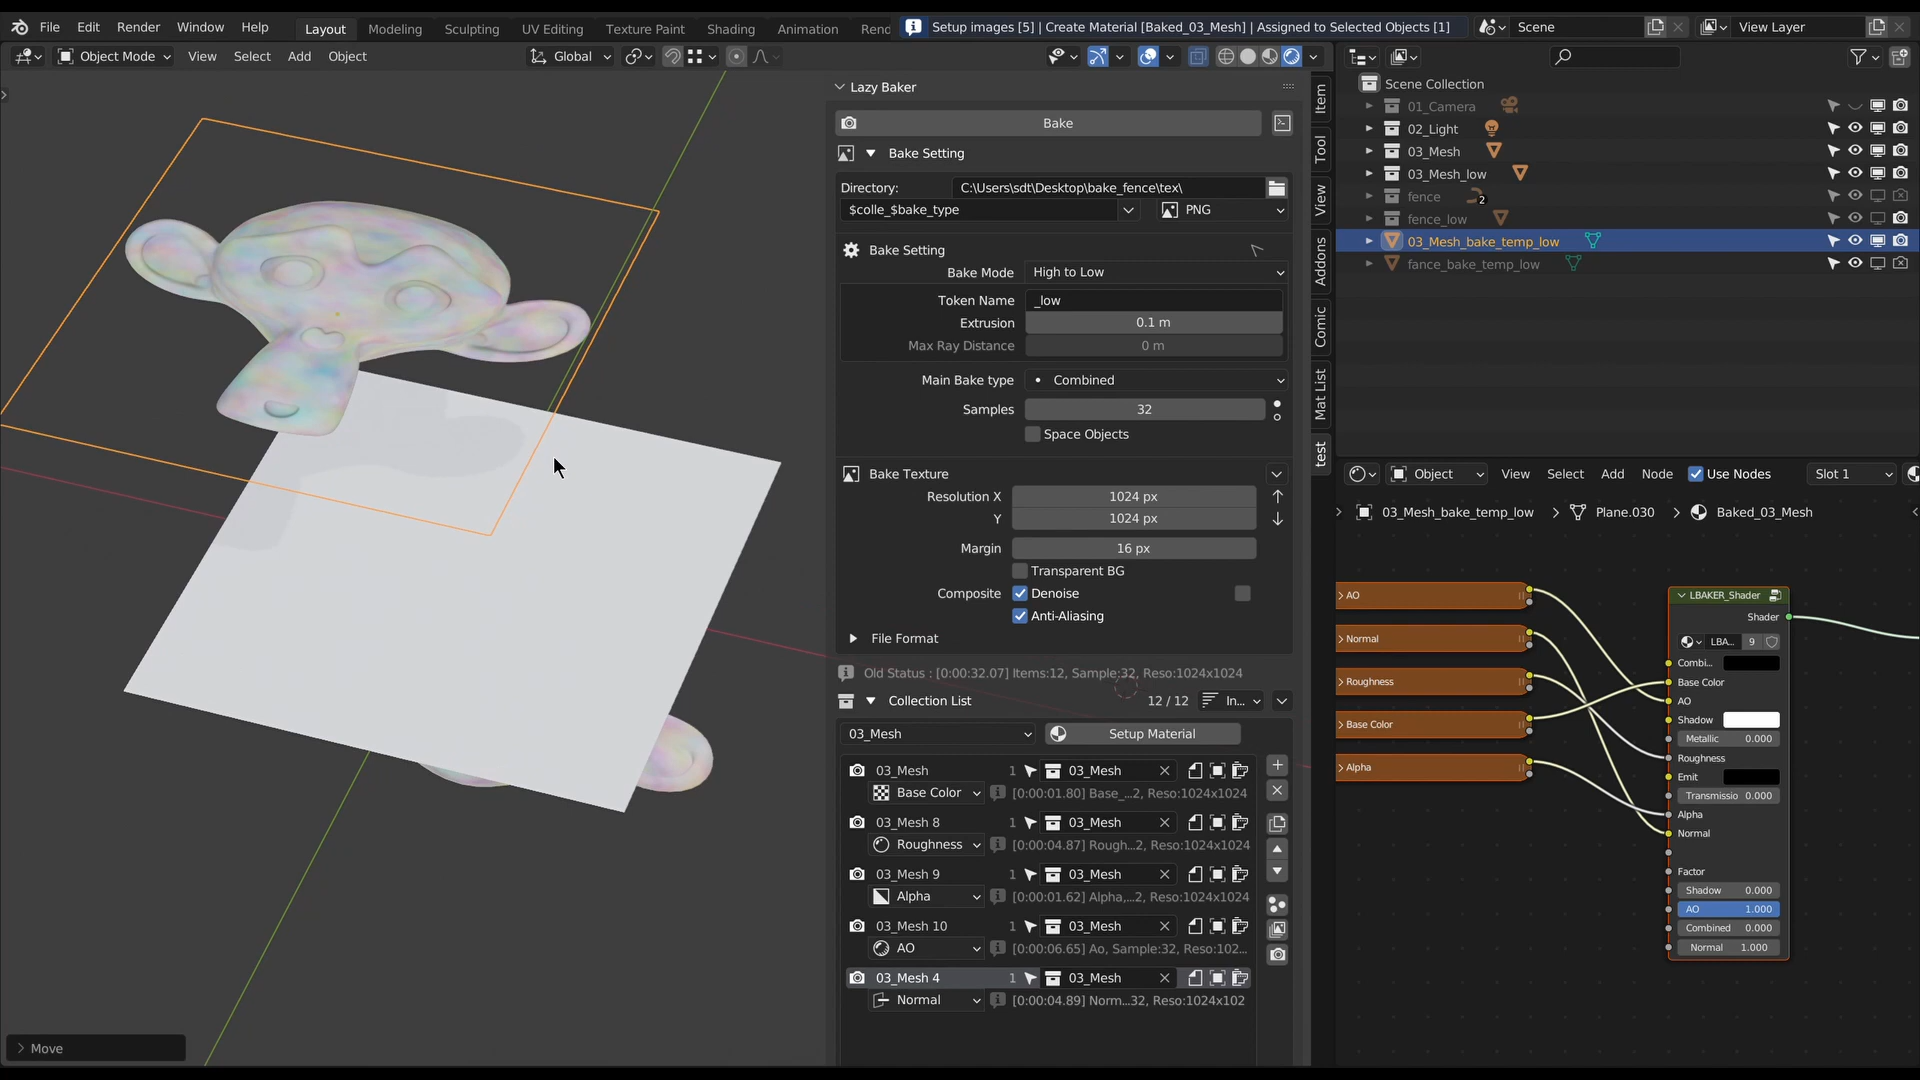 File Edit Render Window Help
Layout Modeling Sculpting UV Editing Texture Paint Shading Animation Rend
Setup images [5] | Create Material [Baked_03_Mesh] | Assigned to Selected Objects [1]
Scene
View Layer
Object Mode View Select Add Object
Global
Lazy Baker
Bake
Bake Setting
Directory: C:\Users\sdt\Desktop\bake_fence\tex\
$colle_$bake_type PNG
Bake Setting
Bake Mode High to Low
Token Name _low
Extrusion 0.1 m
Max Ray Distance 0 m
Main Bake type Combined
Samples 32
Space Objects
Bake Texture
Resolution X 1024 px
Y 1024 px
Margin 16 px
Transparent BG
Composite Denoise
Anti-Aliasing
File Format
Old Status : [0:00:32.07] Items:12, Sample:32, Reso:1024x1024
Collection List 12 / 12 In...
03_Mesh Setup Material
03_Mesh 1 03_Mesh
Base Color [0:00:01.80] Base_...2, Reso:1024x1024
03_Mesh 8 1 03_Mesh
Roughness [0:00:04.87] Rough...2, Reso:1024x1024
03_Mesh 9 1 03_Mesh
Alpha [0:00:01.62] Alpha,...2, Reso:1024x1024
03_Mesh 10 1 03_Mesh
AO [0:00:06.65] Ao, Sample:32, Reso:102...
03_Mesh 4 1 03_Mesh
Normal [0:00:04.89] Norm...32, Reso:1024x102
Move
Item
Tool
View
Addons
Comic
Mat List
test
Scene Collection
01_Camera
02_Light
03_Mesh
03_Mesh_low
fence 2
fence_low
03_Mesh_bake_temp_low
fance_bake_temp_low
Object View Select Add Node Use Nodes Slot 1
03_Mesh_bake_temp_low Plane.030 Baked_03_Mesh
AO
Normal
Roughness
Base Color
Alpha
LBAKER_Shader
Shader
LBA... 9
Combi...
Base Color
AO
Shadow
Metallic 0.000
Roughness
Emit
Transmissio 0.000
Alpha
Normal
Factor
Shadow 0.000
AO 1.000
Combined 0.000
Normal 1.000